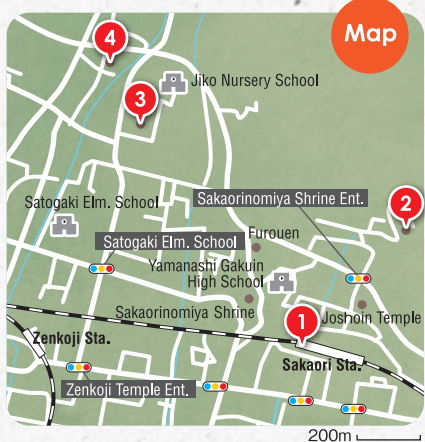 Map
4
Jiko Nursery School
3
Satogaki Elm. School
Sakaorinomiya Shrine Ent.
2
Satogaki Elm. School
Furouen
Yamanashi Gakuin
High School
Sakaorinomiya Shrine
1
Joshoin Temple
Zenkoji Sta.
Sakaori Sta.
Zenkoji Temple Ent.
200m